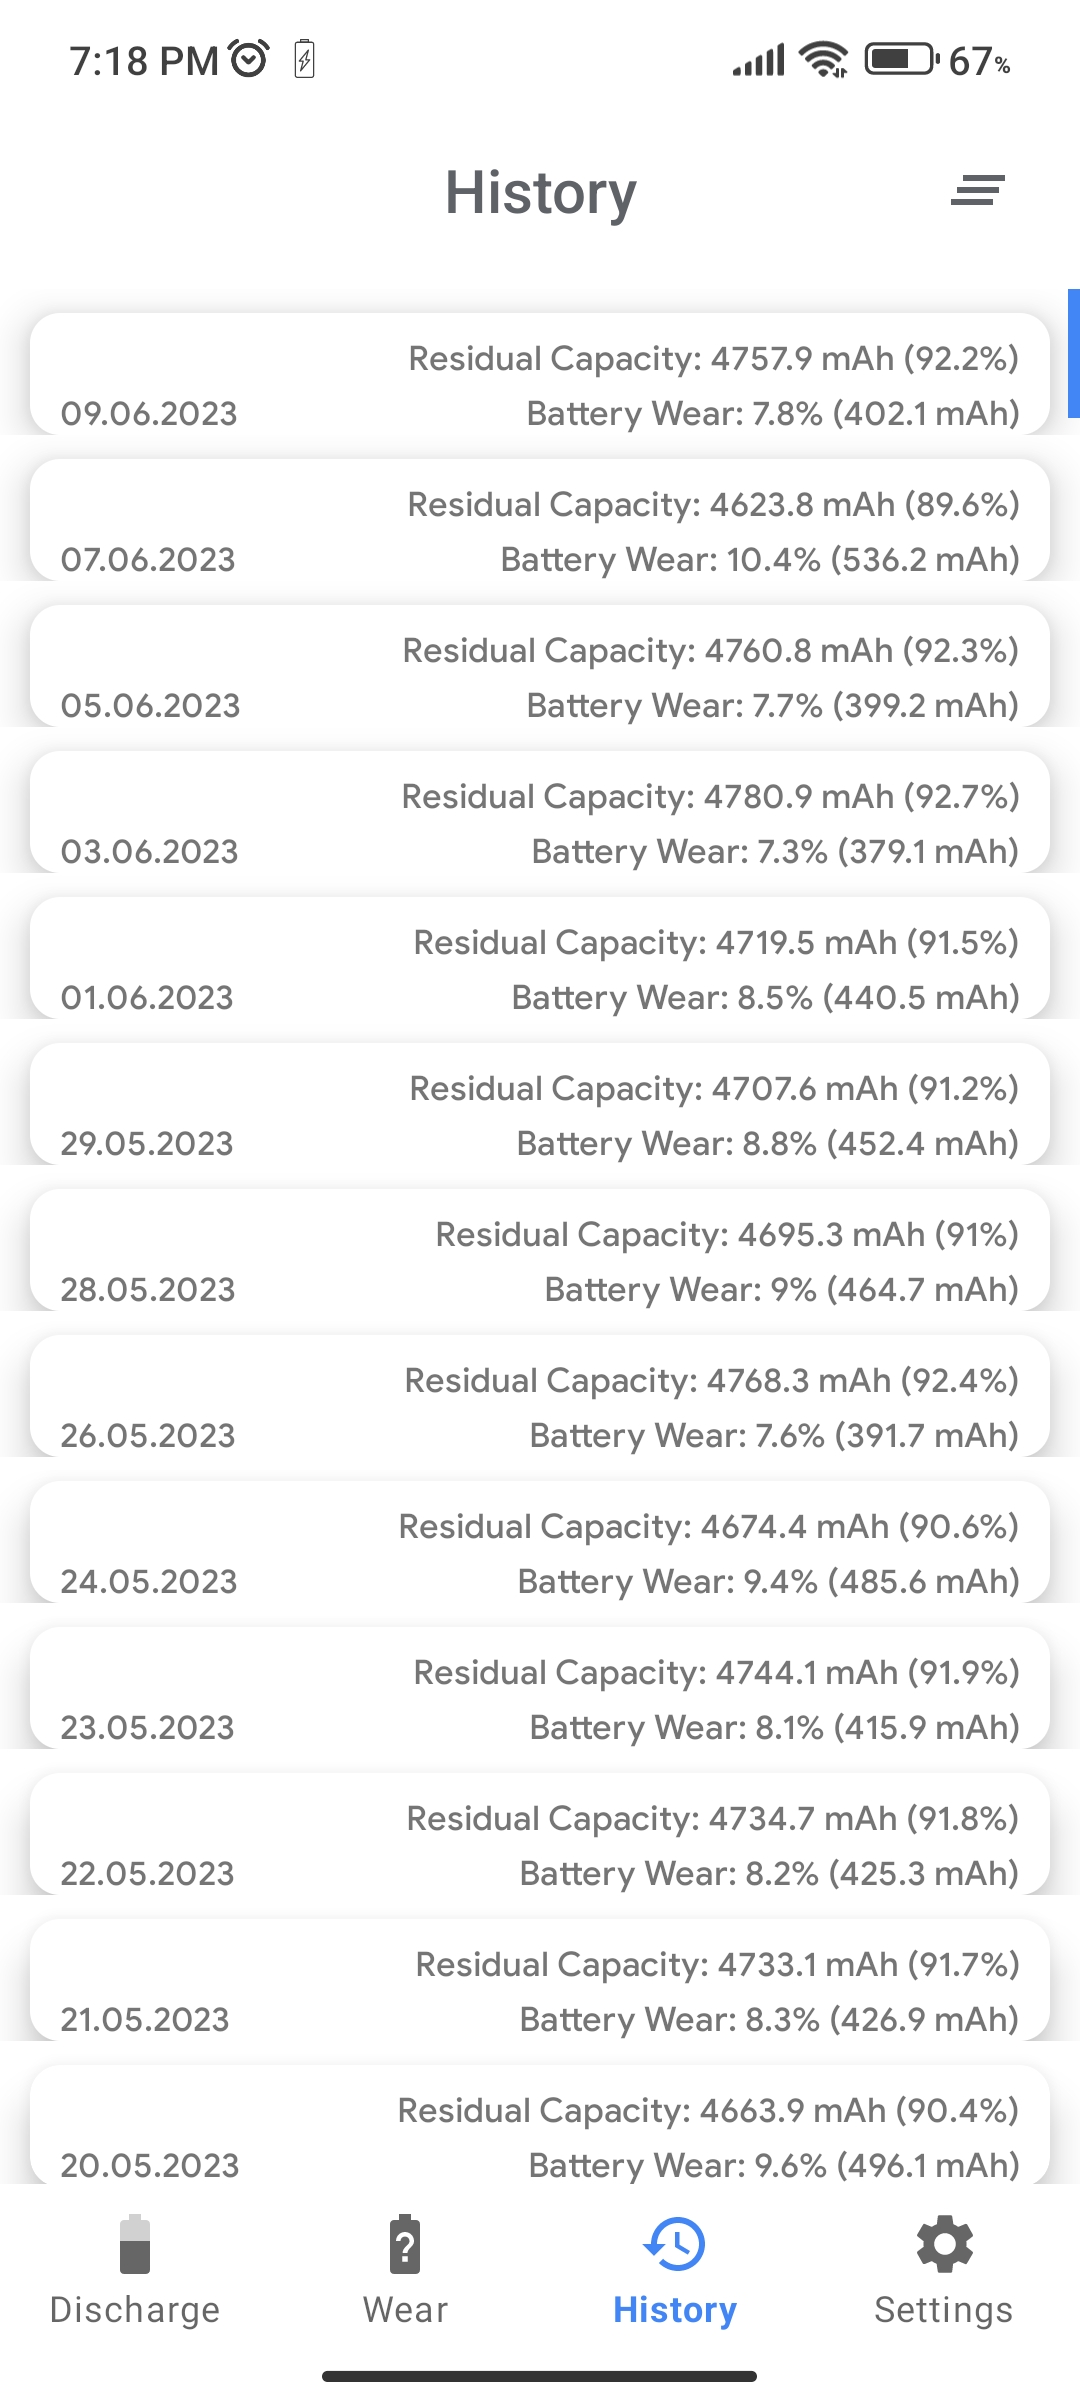 7:18 PM 67%
History
Residual Capacity: 4757.9 mAh (92.2%)
09.06.2023 Battery Wear: 7.8% (402.1 mAh)
Residual Capacity: 4623.8 mAh (89.6%)
07.06.2023 Battery Wear: 10.4% (536.2 mAh)
Residual Capacity: 4760.8 mAh (92.3%)
05.06.2023 Battery Wear: 7.7% (399.2 mAh)
Residual Capacity: 4780.9 mAh (92.7%)
03.06.2023 Battery Wear: 7.3% (379.1 mAh)
Residual Capacity: 4719.5 mAh (91.5%)
01.06.2023 Battery Wear: 8.5% (440.5 mAh)
Residual Capacity: 4707.6 mAh (91.2%)
29.05.2023 Battery Wear: 8.8% (452.4 mAh)
Residual Capacity: 4695.3 mAh (91%)
28.05.2023 Battery Wear: 9% (464.7 mAh)
Residual Capacity: 4768.3 mAh (92.4%)
26.05.2023 Battery Wear: 7.6% (391.7 mAh)
Residual Capacity: 4674.4 mAh (90.6%)
24.05.2023 Battery Wear: 9.4% (485.6 mAh)
Residual Capacity: 4744.1 mAh (91.9%)
23.05.2023 Battery Wear: 8.1% (415.9 mAh)
Residual Capacity: 4734.7 mAh (91.8%)
22.05.2023 Battery Wear: 8.2% (425.3 mAh)
Residual Capacity: 4733.1 mAh (91.7%)
21.05.2023 Battery Wear: 8.3% (426.9 mAh)
Residual Capacity: 4663.9 mAh (90.4%)
20.05.2023 Battery Wear: 9.6% (496.1 mAh)
Discharge Wear History Settings